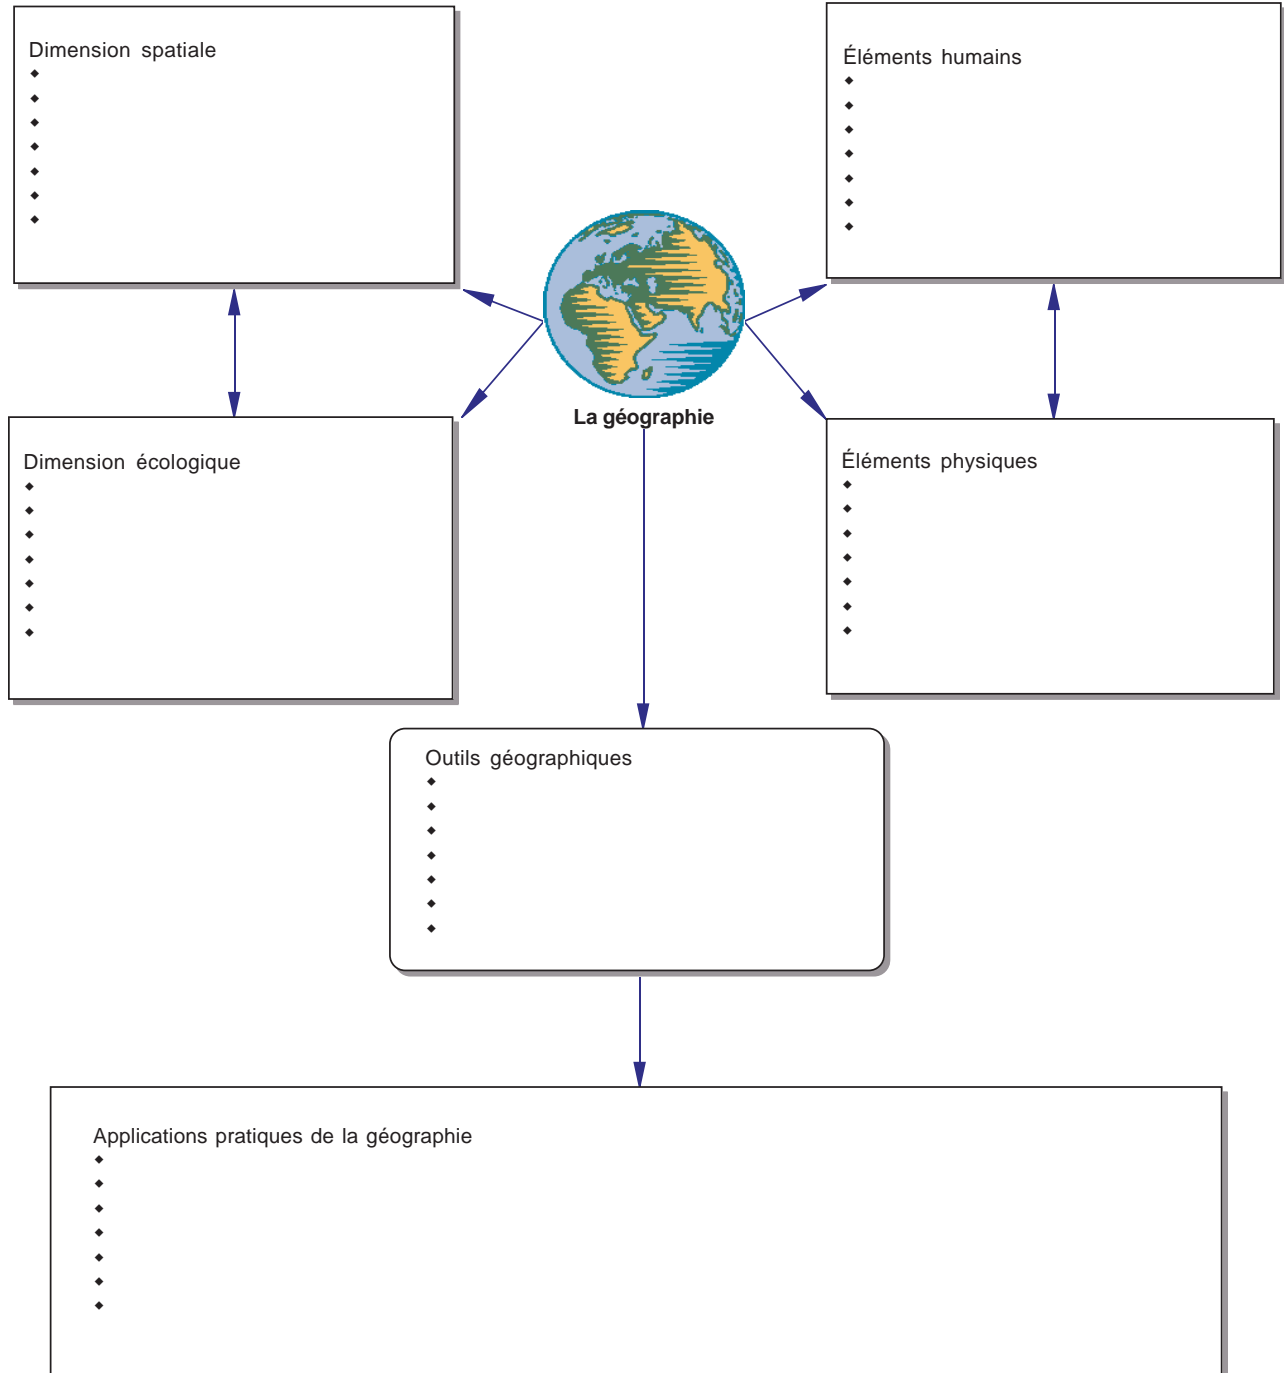 Dimension spatiale
Éléments humains
La géographie
Dimension écologique
Éléments physiques
Outils géographiques
Applications pratiques de la géographie